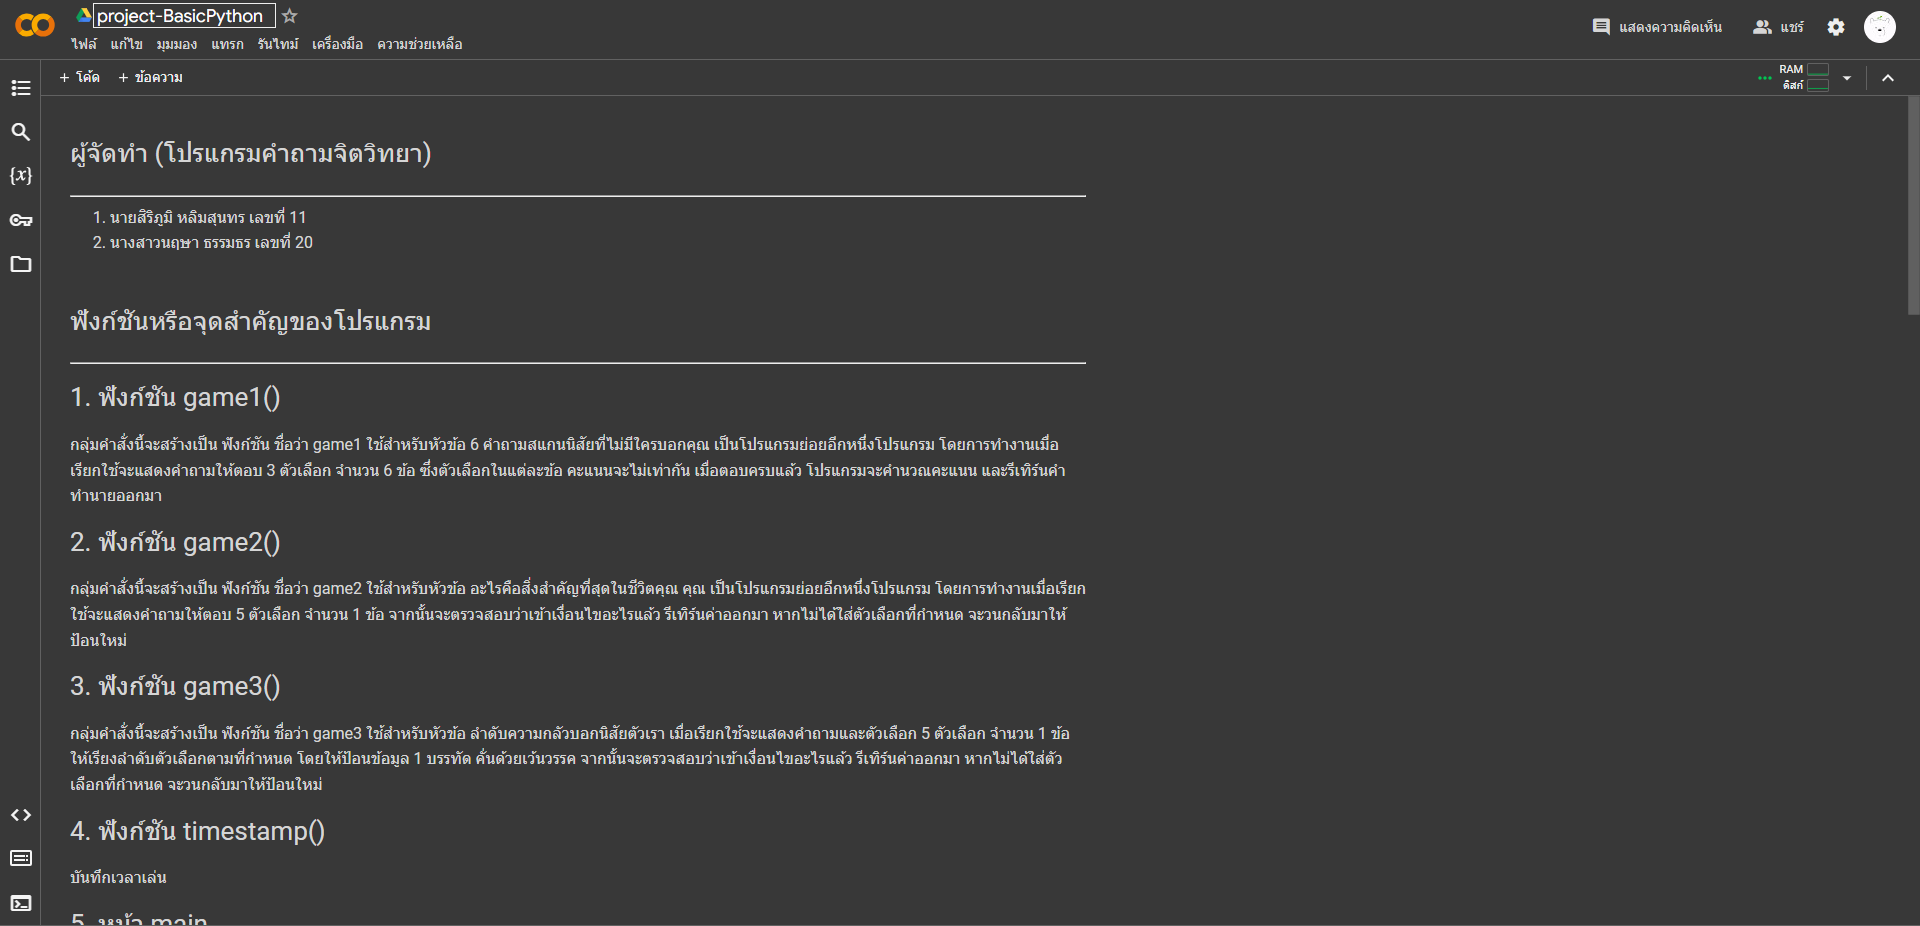 project-BasicPython
ไฟล์ แก้ไข มุมมอง แทรก รันไทม์ เครื่องมือ ความช่วยเหลือ
แสดงความคิดเห็น แชร์
+ โค้ด + ข้อความ
RAM
ดิสก์
ผู้จัดทำ (โปรแกรมคำถามจิตวิทยา)
1. นายสิริภูมิ หลิมสุนทร เลขที่ 11
2. นางสาวนฤษา ธรรมธร เลขที่ 20
ฟังก์ชันหรือจุดสำคัญของโปรแกรม
1. ฟังก์ชัน game1()
กลุ่มคำสั่งนี้จะสร้างเป็น ฟังก์ชัน ชื่อว่า game1 ใช้สำหรับหัวข้อ 6 คำถามสแกนนิสัยที่ไม่มีใครบอกคุณ เป็นโปรแกรมย่อยอีกหนึ่งโปรแกรม โดยการทำงานเมื่อ
เรียกใช้จะแสดงคำถามให้ตอบ 3 ตัวเลือก จำนวน 6 ข้อ ซึ่งตัวเลือกในแต่ละข้อ คะแนนจะไม่เท่ากัน เมื่อตอบครบแล้ว โปรแกรมจะคำนวณคะแนน และรีเทิร์นคำ
ทำนายออกมา
2. ฟังก์ชัน game2()
กลุ่มคำสั่งนี้จะสร้างเป็น ฟังก์ชัน ชื่อว่า game2 ใช้สำหรับหัวข้อ อะไรคือสิ่งสำคัญที่สุดในชีวิตคุณ คุณ เป็นโปรแกรมย่อยอีกหนึ่งโปรแกรม โดยการทำงานเมื่อเรียก
ใช้จะแสดงคำถามให้ตอบ 5 ตัวเลือก จำนวน 1 ข้อ จากนั้นจะตรวจสอบว่าเข้าเงื่อนไขอะไรแล้ว รีเทิร์นค่าออกมา หากไม่ได้ใส่ตัวเลือกที่กำหนด จะวนกลับมาให้
ป้อนใหม่
3. ฟังก์ชัน game3()
กลุ่มคำสั่งนี้จะสร้างเป็น ฟังก์ชัน ชื่อว่า game3 ใช้สำหรับหัวข้อ ลำดับความกลัวบอกนิสัยตัวเรา เมื่อเรียกใช้จะแสดงคำถามและตัวเลือก 5 ตัวเลือก จำนวน 1 ข้อ
ให้เรียงลำดับตัวเลือกตามที่กำหนด โดยให้ป้อนข้อมูล 1 บรรทัด คั่นด้วยเว้นวรรค จากนั้นจะตรวจสอบว่าเข้าเงื่อนไขอะไรแล้ว รีเทิร์นค่าออกมา หากไม่ได้ใส่ตัว
เลือกที่กำหนด จะวนกลับมาให้ป้อนใหม่
4. ฟังก์ชัน timestamp()
บันทึกเวลาเล่น
5. หน้า main